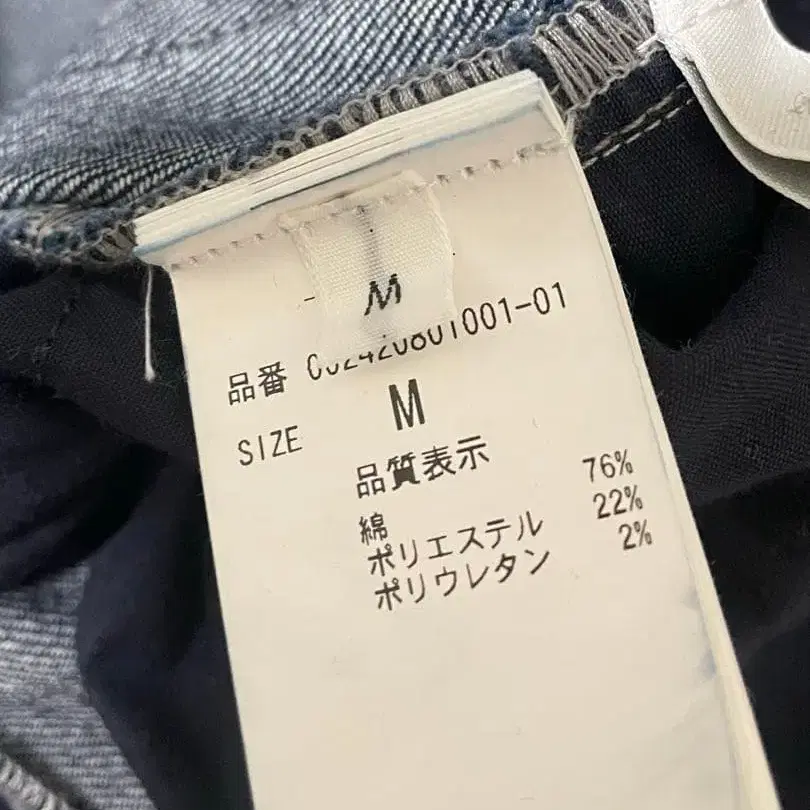 M
品番 002420801001-01
SIZE M
品質表示
綿 76%
ポリエステル 22%
ポリウレタン 2%